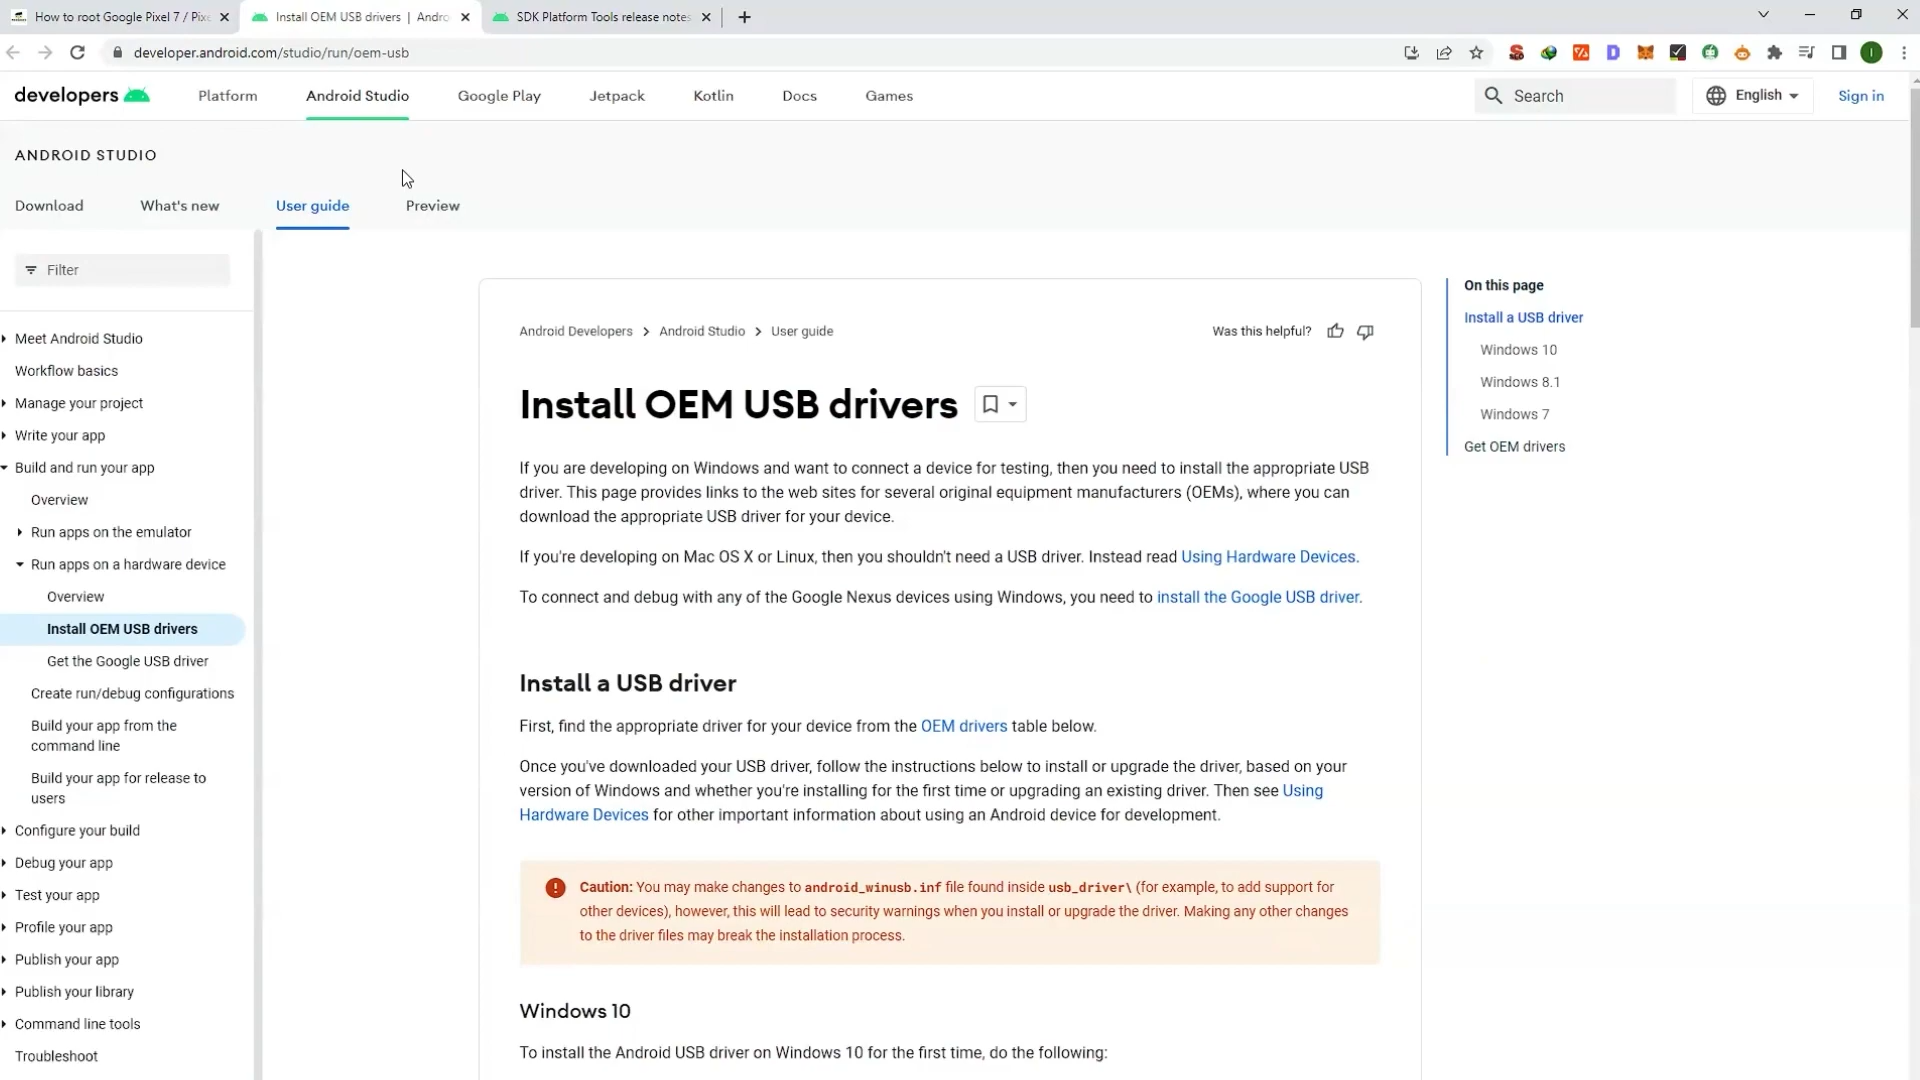 How to root Google Pixel 7 / Pixe
Install OEM USB drivers | Andro
SDK Platform Tools release notes
developer.android.com/studio/run/oem-usb
developers
Platform
Android Studio
Google Play
Jetpack
Kotlin
Docs
Games
Search
English
Sign in
ANDROID STUDIO
Download
What's new
User guide
Preview
Filter
Meet Android Studio
Workflow basics
Manage your project
Write your app
Build and run your app
Overview
Run apps on the emulator
Run apps on a hardware device
Overview
Install OEM USB drivers
Get the Google USB driver
Create run/debug configurations
Build your app from the
command line
Build your app for release to
users
Configure your build
Debug your app
Test your app
Profile your app
Publish your app
Publish your library
Command line tools
Troubleshoot
Android Developers > Android Studio > User guide
Was this helpful?
Install OEM USB drivers
If you are developing on Windows and want to connect a device for testing, then you need to install the appropriate USB
driver. This page provides links to the web sites for several original equipment manufacturers (OEMs), where you can
download the appropriate USB driver for your device.
If you're developing on Mac OS X or Linux, then you shouldn't need a USB driver. Instead read Using Hardware Devices.
To connect and debug with any of the Google Nexus devices using Windows, you need to install the Google USB driver.
Install a USB driver
First, find the appropriate driver for your device from the OEM drivers table below.
Once you've downloaded your USB driver, follow the instructions below to install or upgrade the driver, based on your
version of Windows and whether you're installing for the first time or upgrading an existing driver. Then see Using
Hardware Devices for other important information about using an Android device for development.
Caution: You may make changes to android_winusb.inf file found inside usb_driver\ (for example, to add support for
other devices), however, this will lead to security warnings when you install or upgrade the driver. Making any other changes
to the driver files may break the installation process.
Windows 10
To install the Android USB driver on Windows 10 for the first time, do the following:
On this page
Install a USB driver
Windows 10
Windows 8.1
Windows 7
Get OEM drivers